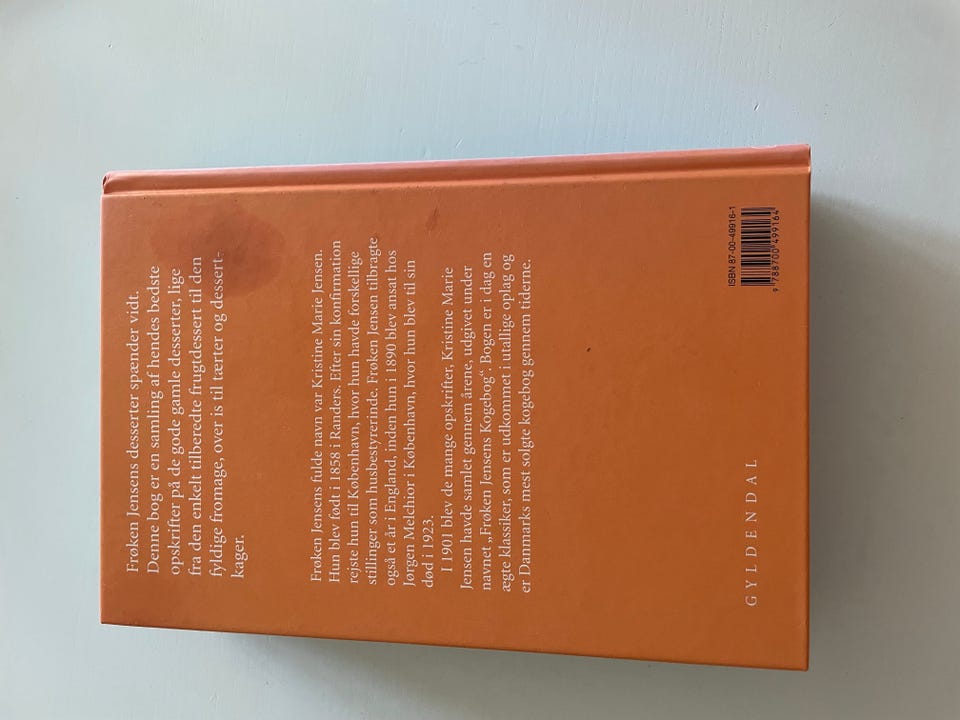 Frøken Jensens desserter spænder vidt.
Denne bog er en samling af hendes bedste
opskrifter på de gode gamle desserter, lige
fra den enkelt tilberedte frugtdessert til den
fyldige fromage, over is til tærter og dessert-
kager.
Frøken Jensens fulde navn var Kristine Marie Jensen.
Hun blev født i 1858 i Randers. Efter sin konfirmation
rejste hun til København, hvor hun havde forskellige
stillinger som husbestyrerinde. Frøken Jensen tilbragte
også et år i England, inden hun i 1890 blev ansat hos
Jørgen Melchior i København, hvor hun blev til sin
død i 1923.
I 1901 blev de mange opskrifter, Kristine Marie
Jensen havde samlet gennem årene, udgivet under
navnet „Frøken Jensens Kogebog“. Bogen er i dag en
ægte klassiker, som er udkommet i utallige oplag og
er Danmarks mest solgte kogebog gennem tiderne.
GYLDENDAL
ISBN 87-00-49916-1
9 788700 499164